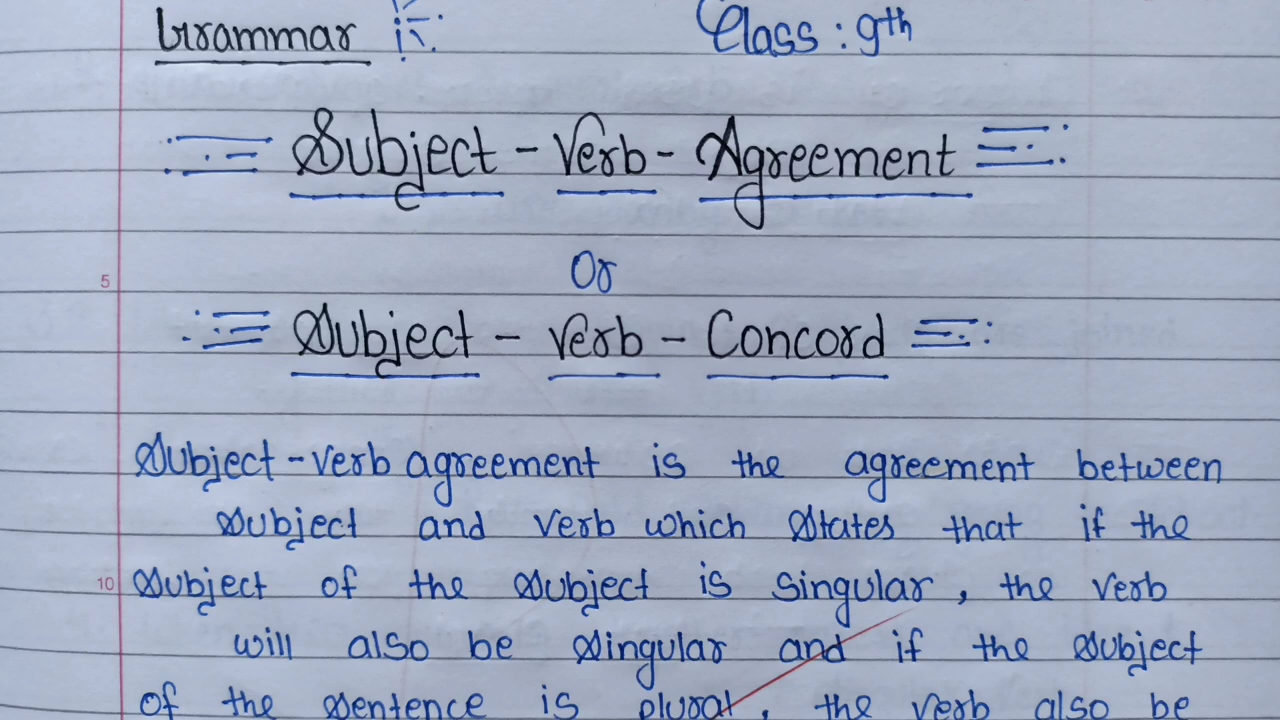 Grammar
Class : 9th
Subject - Verb - Agreement
Or
5
Subject - Verb - Concord
Subject-verb agreement is the agreement between
subject and verb which states that if the
10 subject of the subject is singular, the verb
will also be singular and if the subject
of the sentence is plural, the verb also be